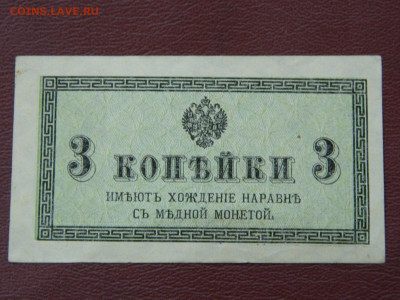 COINS.LAVE.RU
3 КОПѢЙКИ 3
ИМѢЮТЪ ХОЖДЕНІЕ НАРАВНѢ
СЪ МѢДНОЙ МОНЕТОЙ.